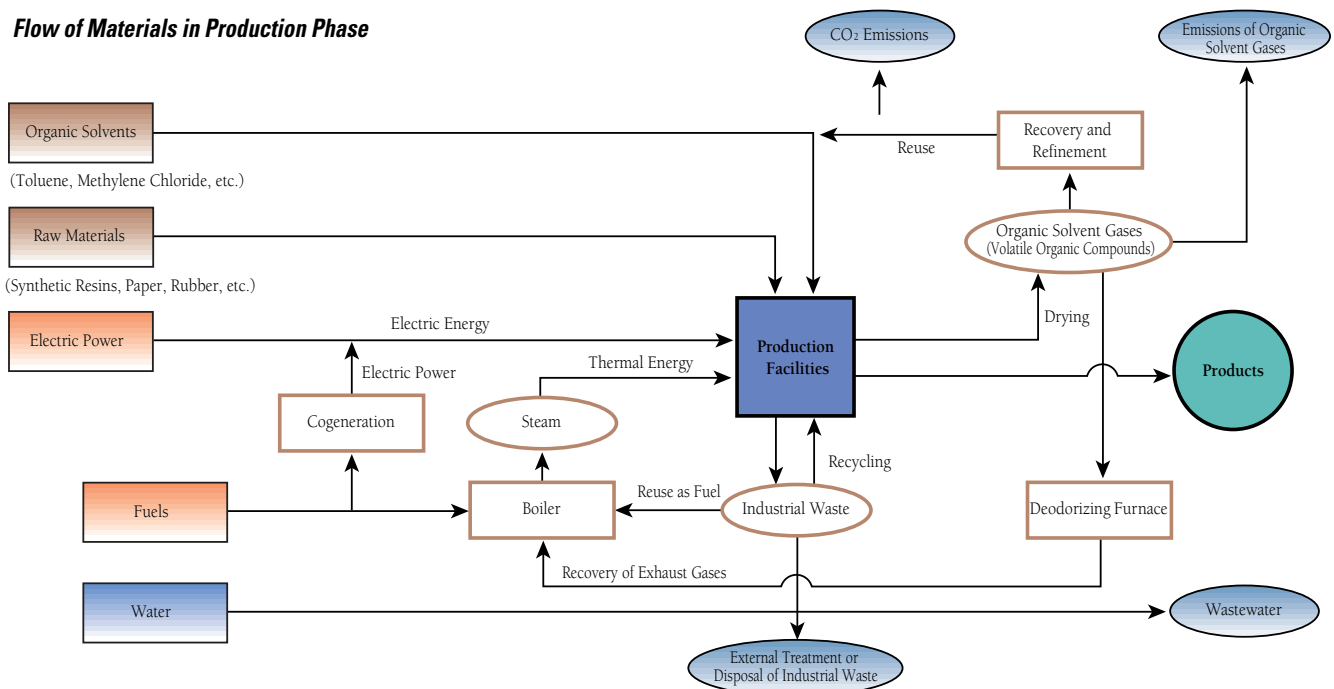 Flow of Materials in Production Phase
CO₂ Emissions
Emissions of Organic
Solvent Gases
Organic Solvents
(Toluene, Methylene Chloride, etc.)
Reuse
Recovery and
Refinement
Raw Materials
(Synthetic Resins, Paper, Rubber, etc.)
Organic Solvent Gases
(Volatile Organic Compounds)
Electric Power
Electric Energy
Electric Power
Thermal Energy
Production
Facilities
Drying
Products
Cogeneration
Steam
Recycling
Fuels
Boiler
Reuse as Fuel
Industrial Waste
Deodorizing Furnace
Recovery of Exhaust Gases
Water
Wastewater
External Treatment or
Disposal of Industrial Waste